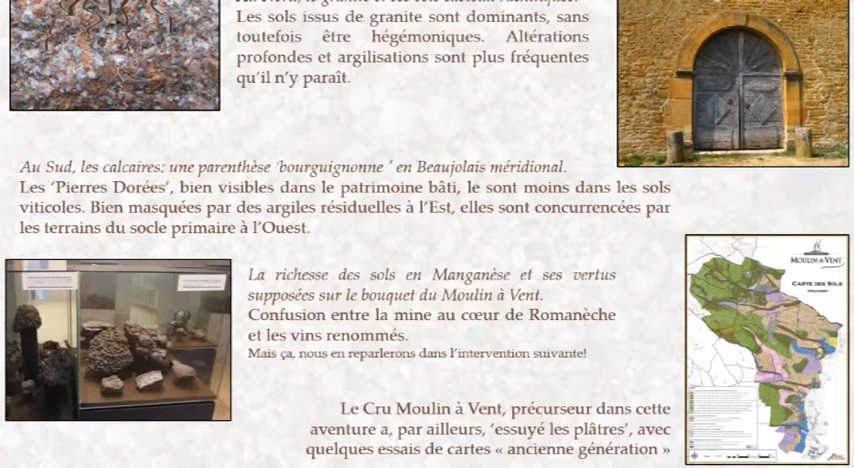 Les sols issus de granite sont dominants, sans
toutefois être hégémoniques. Altérations
profondes et argilisations sont plus fréquentes
qu'il n'y paraît.
Au Sud, les calcaires: une parenthèse 'bourguignonne ' en Beaujolais méridional.
Les 'Pierres Dorées', bien visibles dans le patrimoine bâti, le sont moins dans les sols
viticoles. Bien masquées par des argiles résiduelles à l'Est, elles sont concurrencées par
les terrains du socle primaire à l'Ouest.
La richesse des sols en Manganèse et ses vertus
supposées sur le bouquet du Moulin à Vent.
Confusion entre la mine au cœur de Romanèche
et les vins renommés.
Mais ça, nous en reparlerons dans l'intervention suivante!
MOULIN-À-VENT
CARTE DES SOLS
Le Cru Moulin à Vent, précurseur dans cette
aventure a, par ailleurs, 'essuyé les plâtres', avec
quelques essais de cartes « ancienne génération »